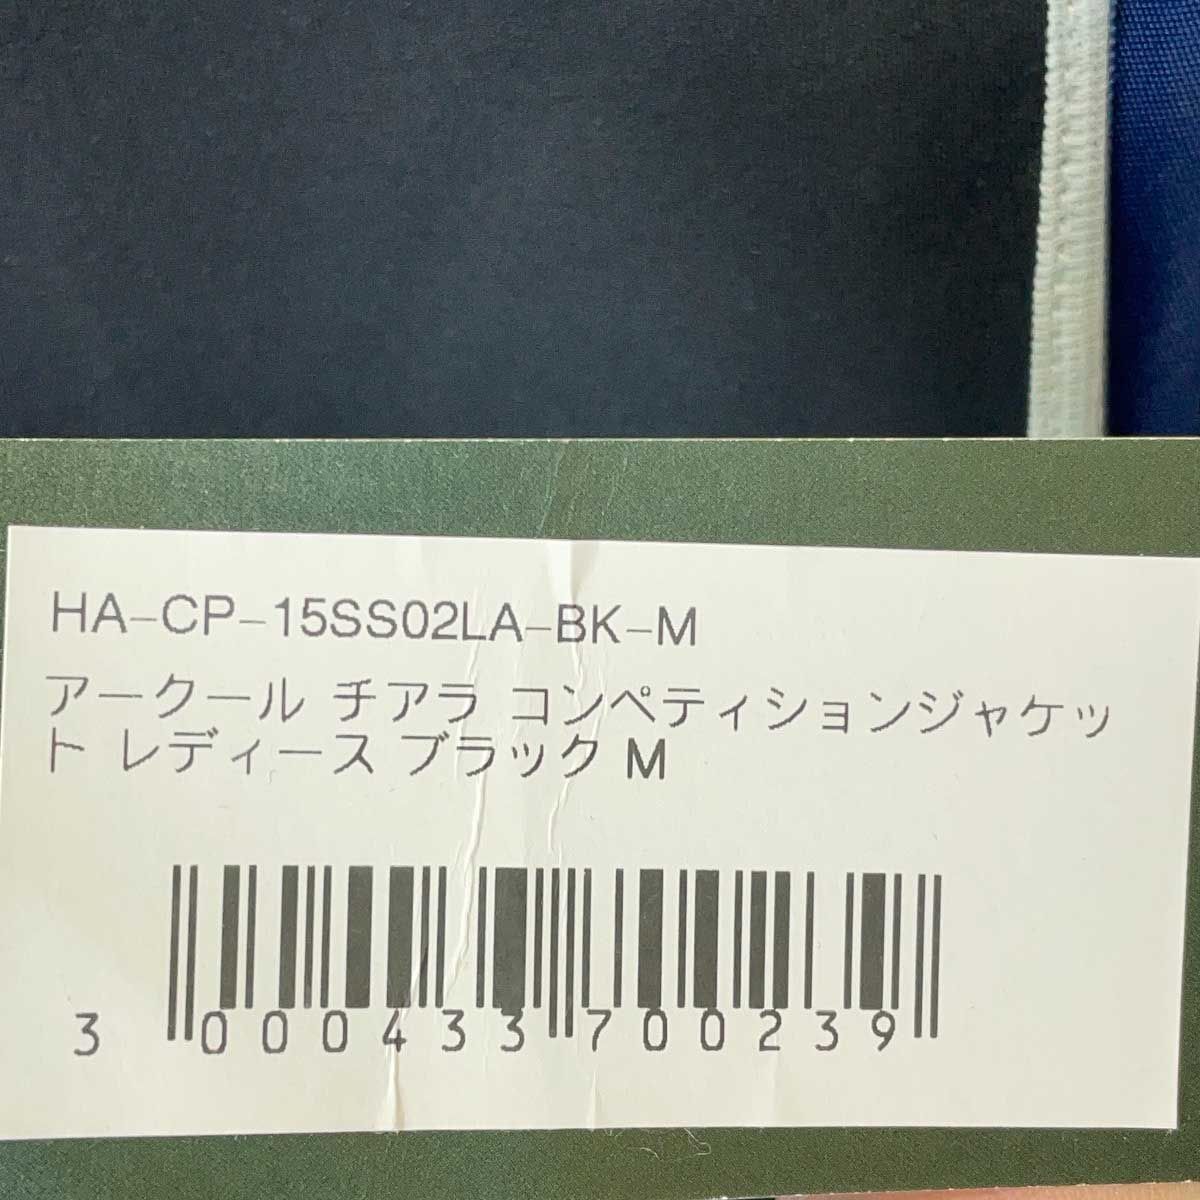 HA-CP-15SS02LA-BK-M
アークール チアラ コンペティションジャケッ
ト レディース ブラック M
3 000433 700239